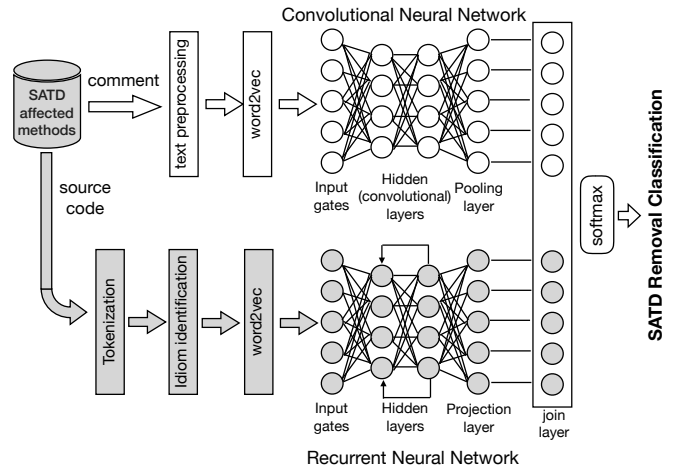 Convolutional Neural Network
SATD
affected
methods
comment
text preprocessing
word2vec
Input
gates
Hidden
(convolutional)
layers
Pooling
layer
source
code
Tokenization
Idiom identification
word2vec
Input
gates
Hidden
layers
Projection
layer
join
layer
softmax
SATD Removal Classification
Recurrent Neural Network